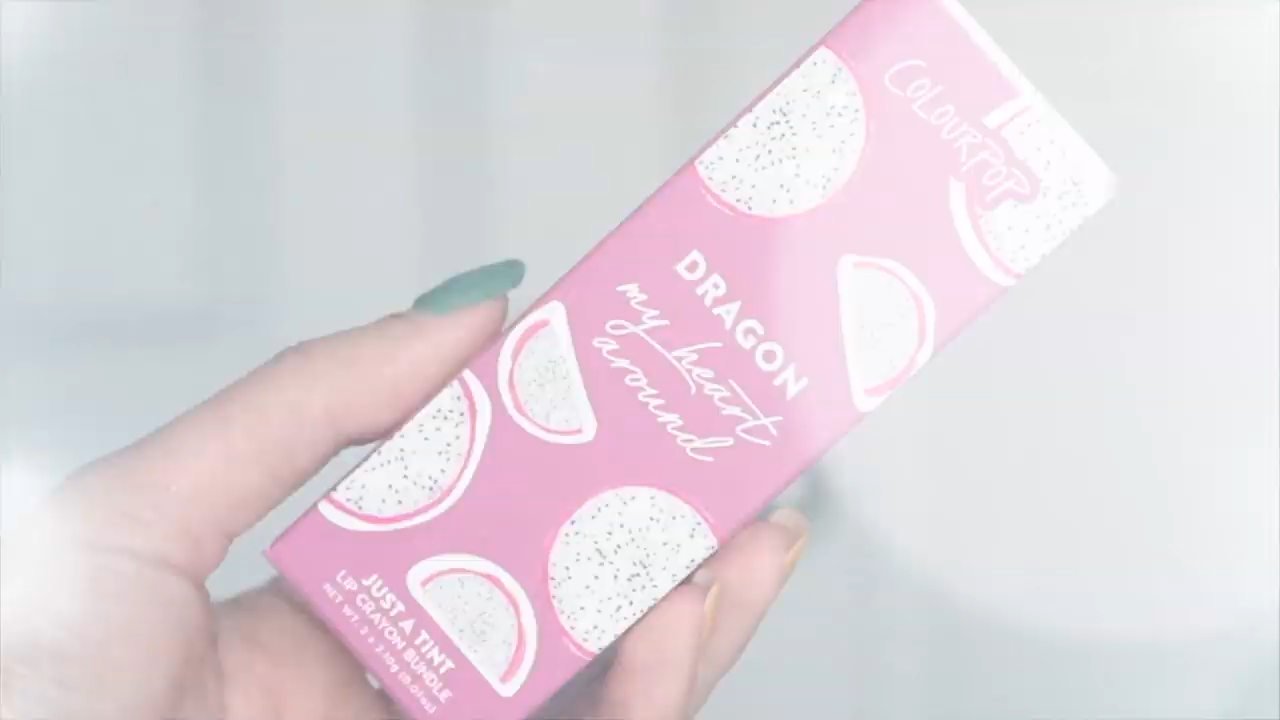 COLOURPOP
DRAGON
my heart
around
JUST A TINT
LIP CRAYON BUNDLE